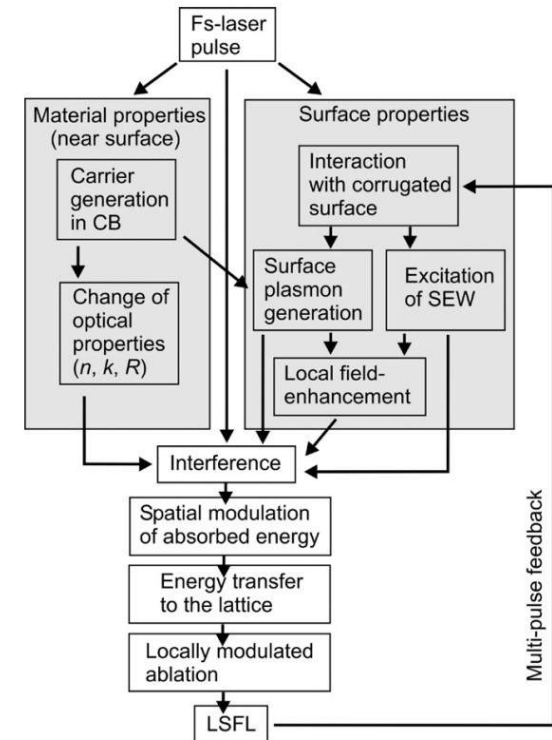 Fs-laser
pulse
Material properties
(near surface)
Carrier
generation
in CB
Change of
optical
properties
(n, k, R)
Surface properties
Interaction
with corrugated
surface
Surface
plasmon
generation
Excitation
of SEW
Local field-
enhancement
Interference
Spatial modulation
of absorbed energy
Energy transfer
to the lattice
Locally modulated
ablation
LSFL
Multi-pulse feedback